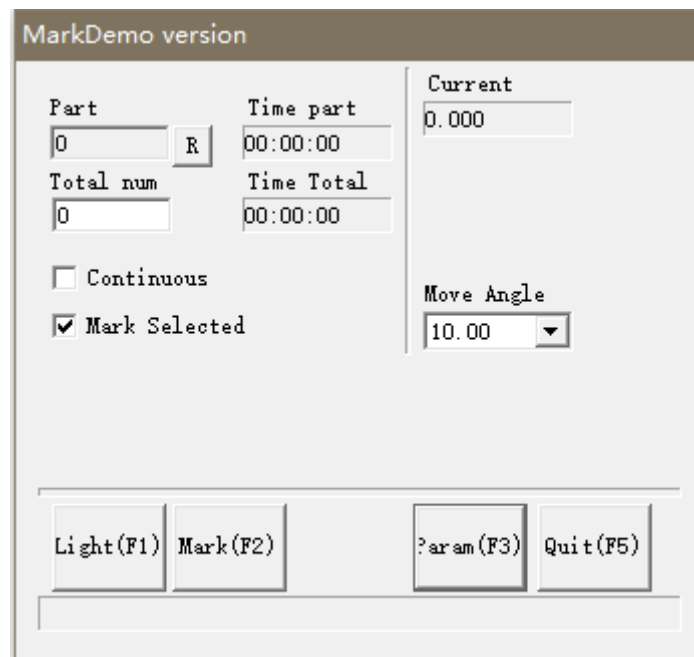 MarkDemo version
Part
0
R
Time part
00:00:00
Current
0.000
Total num
0
Time Total
00:00:00
Continuous
Mark Selected
Move Angle
10.00
Light(F1)
Mark(F2)
Param(F3)
Quit(F5)